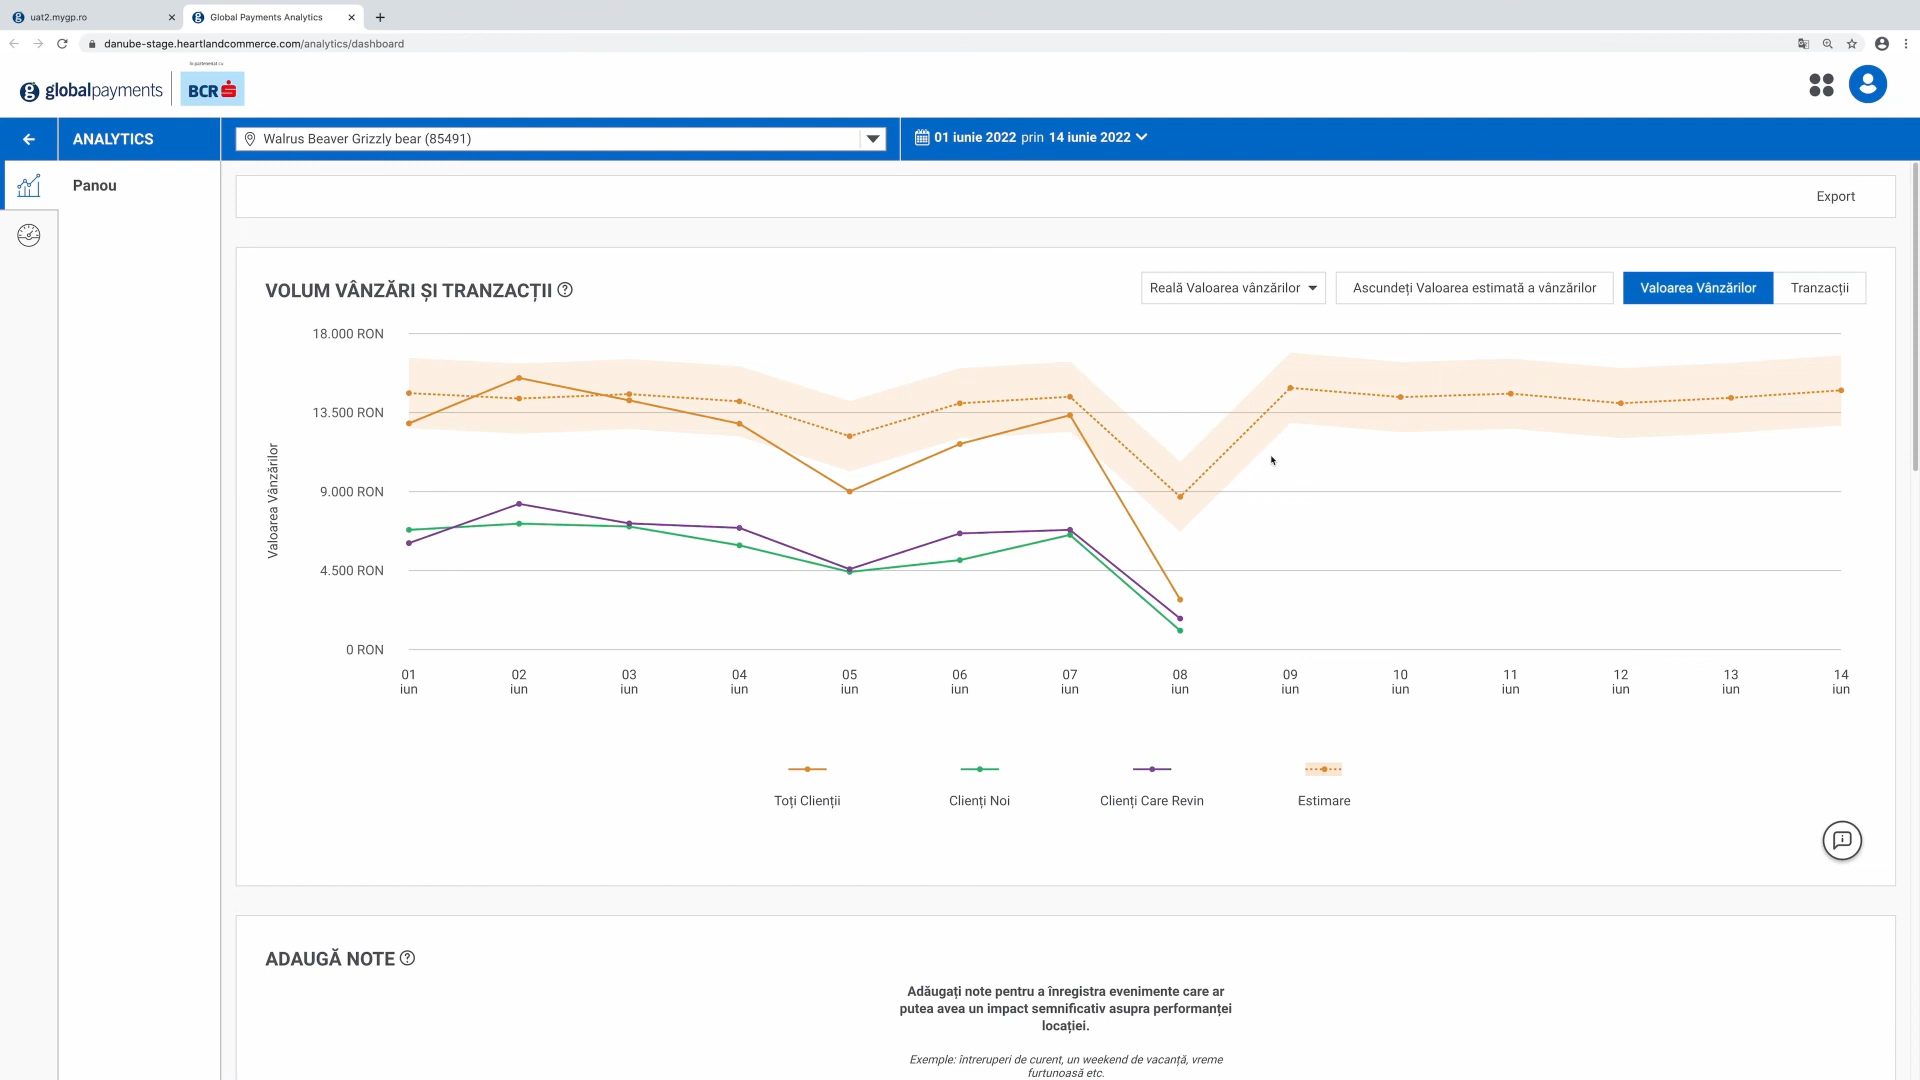 uat2.mygp.ro
Global Payments Analytics
danube-stage.heartlandcommerce.com/analytics/dashboard
în parteneriat cu
globalpayments
BCR
ANALYTICS
Walrus Beaver Grizzly bear (85491)
01 iunie 2022 prin 14 iunie 2022
Panou
Export
VOLUM VÂNZĂRI ȘI TRANZACȚII
Reală Valoarea vânzărilor
Ascundeți Valoarea estimată a vânzărilor
Valoarea Vânzărilor
Tranzacții
18.000 RON
13.500 RON
9.000 RON
4.500 RON
0 RON
Valoarea Vânzărilor
01 02 03 04 05 06 07 08 09 10 11 12 13 14
iun iun iun iun iun iun iun iun iun iun iun iun iun iun
Toți Clienții
Clienți Noi
Clienți Care Revin
Estimare
ADAUGĂ NOTE
Adăugați note pentru a înregistra evenimente care ar
putea avea un impact semnificativ asupra performanței
locației.
Exemple: întreruperi de curent, un weekend de vacanță, vreme
furtunoasă etc.